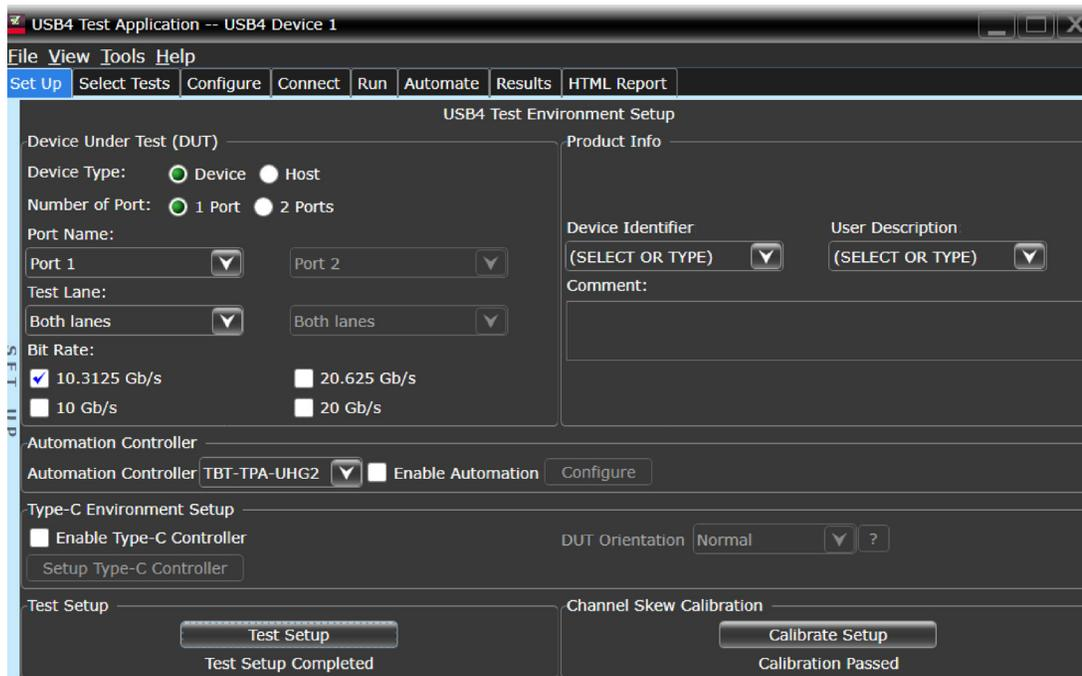 USB4 Test Application -- USB4 Device 1
File View Tools Help
Set Up Select Tests Configure Connect Run Automate Results HTML Report
USB4 Test Environment Setup
Device Under Test (DUT)
Device Type: Device Host
Number of Port: 1 Port 2 Ports
Port Name:
Port 1 Port 2
Test Lane:
Both lanes Both lanes
Bit Rate:
10.3125 Gb/s 20.625 Gb/s
10 Gb/s 20 Gb/s
Product Info
Device Identifier User Description
(SELECT OR TYPE) (SELECT OR TYPE)
Comment:
SET UP
Automation Controller
Automation Controller TBT-TPA-UHG2 Enable Automation Configure
Type-C Environment Setup
Enable Type-C Controller DUT Orientation Normal ?
Setup Type-C Controller
Test Setup
Test Setup
Test Setup Completed
Channel Skew Calibration
Calibrate Setup
Calibration Passed